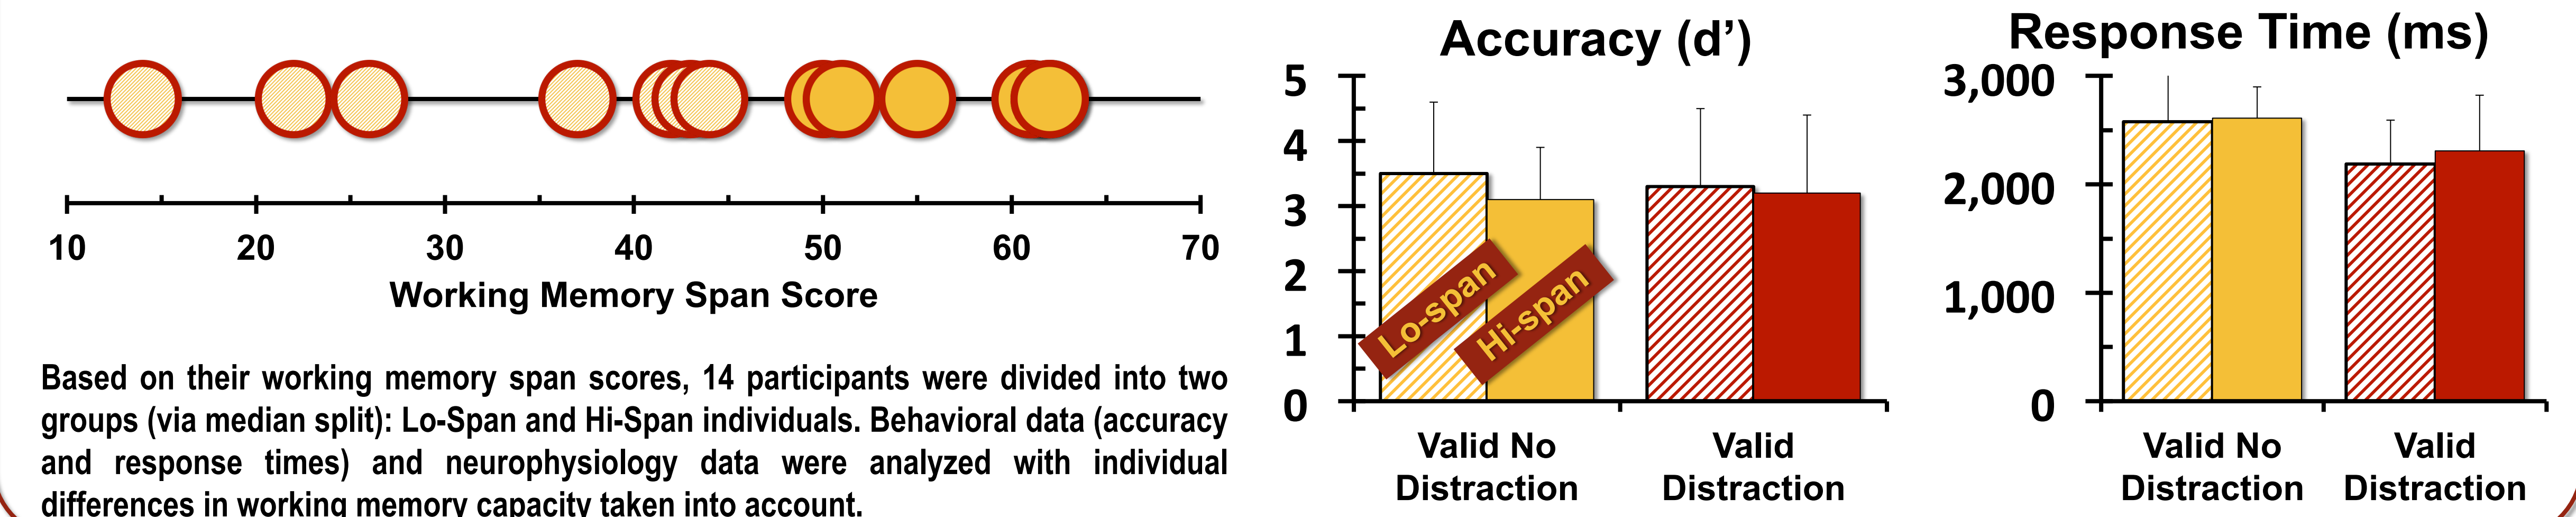 10 20 30 40 50 60 70
Working Memory Span Score
Based on their working memory span scores, 14 participants were divided into two
groups (via median split): Lo-Span and Hi-Span individuals. Behavioral data (accuracy
and response times) and neurophysiology data were analyzed with individual
differences in working memory capacity taken into account.
Accuracy (d’)
5
4
3
2
1
0
Lo-span
Hi-span
Valid No
Distraction
Valid
Distraction
Response Time (ms)
3,000
2,000
1,000
0
Valid No
Distraction
Valid
Distraction